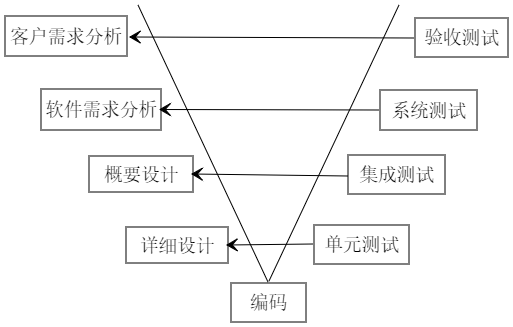 客户需求分析
验收测试
软件需求分析
系统测试
概要设计
集成测试
详细设计
单元测试
编码